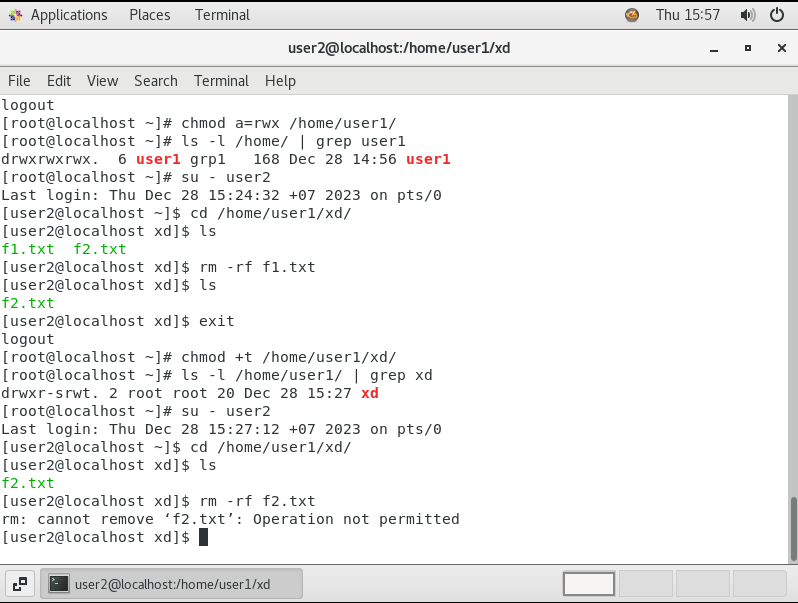 Applications Places Terminal Thu 15:57
user2@localhost:/home/user1/xd
File Edit View Search Terminal Help
logout
[root@localhost ~]# chmod a=rwx /home/user1/
[root@localhost ~]# ls -l /home/ | grep user1
drwxrwxrwx.  6 user1 grp1   168 Dec 28 14:56 user1
[root@localhost ~]# su - user2
Last login: Thu Dec 28 15:24:32 +07 2023 on pts/0
[user2@localhost ~]$ cd /home/user1/xd/
[user2@localhost xd]$ ls
f1.txt  f2.txt
[user2@localhost xd]$ rm -rf f1.txt
[user2@localhost xd]$ ls
f2.txt
[user2@localhost xd]$ exit
logout
[root@localhost ~]# chmod +t /home/user1/xd/
[root@localhost ~]# ls -l /home/user1/ | grep xd
drwxr-srwt. 2 root root 20 Dec 28 15:27 xd
[root@localhost ~]# su - user2
Last login: Thu Dec 28 15:27:12 +07 2023 on pts/0
[user2@localhost ~]$ cd /home/user1/xd/
[user2@localhost xd]$ ls
f2.txt
[user2@localhost xd]$ rm -rf f2.txt
rm: cannot remove ‘f2.txt’: Operation not permitted
[user2@localhost xd]$
user2@localhost:/home/user1/xd